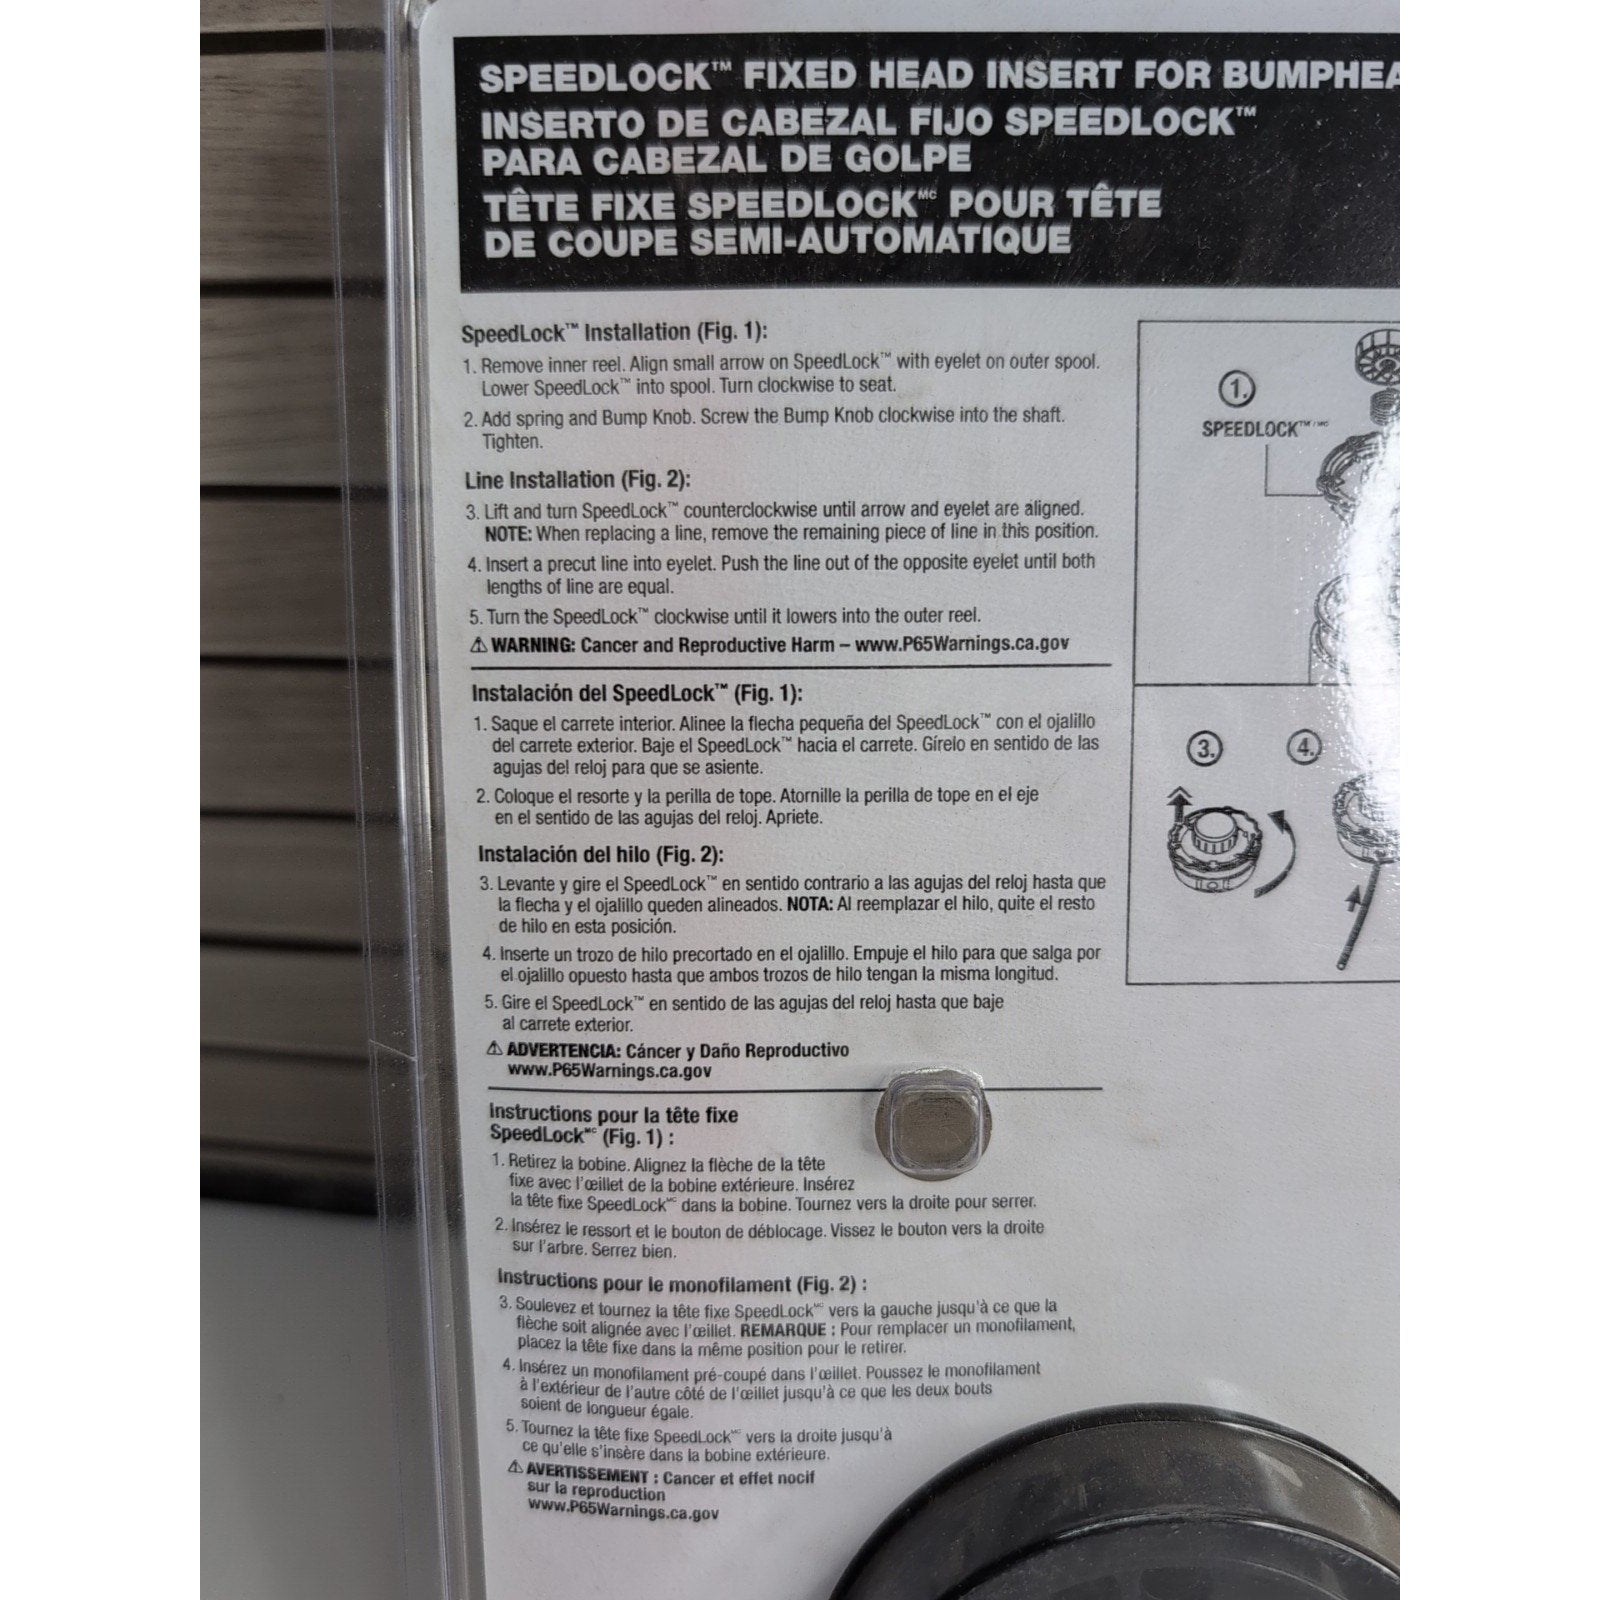 SPEEDLOCK™ FIXED HEAD INSERT FOR
INSERTO DE CABEZAL FIJO SPEEDLOCK™
PARA CABEZAL DE GOLPE
TÊTE FIXE SPEEDLOCK MC POUR TÊTE
DE COUPE SEMI-AUTOMATIQUE
SpeedLock™ Installation (Fig. 1):
1. Remove inner reel. Align small arrow on SpeedLock™ with eyelet on outer spool.
Lower SpeedLock™ into spool. Turn clockwise to seat.
2. Add spring and Bump Knob. Screw the Bump Knob clockwise into the shaft.
Tighten.
Line Installation (Fig. 2):
3. Lift and turn SpeedLock™ counterclockwise until arrow and eyelet are aligned.
NOTE: When replacing a line, remove the remaining piece of line in this position.
4. Insert a precut line into eyelet. Push the line out of the opposite eyelet until both
lengths of line are equal.
5. Turn the SpeedLock™ clockwise until it lowers into the outer reel.
⚠ WARNING: Cancer and Reproductive Harm – www.P65Warnings.ca.gov
Instalación del SpeedLock™ (Fig. 1):
1. Saque el carrete interior. Alinee la flecha pequeña del SpeedLock™ con el ojalillo
del carrete exterior. Baje el SpeedLock™ hacia el carrete. Gírelo en sentido de las
agujas del reloj para que se asiente.
2. Coloque el resorte y la perilla de tope. Atornille la perilla de tope en el eje
en el sentido de las agujas del reloj. Apriete.
Instalación del hilo (Fig. 2):
3. Levante y gire el SpeedLock™ en sentido contrario a las agujas del reloj hasta que
la flecha y el ojalillo queden alineados. NOTA: Al reemplazar el hilo, quite el resto
de hilo en esta posición.
4. Inserte un trozo de hilo precortado en el ojalillo. Empuje el hilo para que salga por
el ojalillo opuesto hasta que ambos trozos de hilo tengan la misma longitud.
5. Gire el SpeedLock™ en sentido de las agujas del reloj hasta que baje
al carrete exterior.
⚠ ADVERTENCIA: Cáncer y Daño Reproductivo
www.P65Warnings.ca.gov
Instructions pour la tête fixe
SpeedLock MC (Fig. 1) :
1. Retirez la bobine. Alignez la flèche de la tête
fixe avec l'œillet de la bobine extérieure. Insérez
la tête fixe SpeedLock MC dans la bobine. Tournez vers la droite pour serrer.
2. Insérez le ressort et le bouton de déblocage. Vissez le bouton vers la droite
sur l'arbre. Serrez bien.
Instructions pour le monofilament (Fig. 2) :
3. Soulevez et tournez la tête fixe SpeedLock MC vers la gauche jusqu'à ce que la
flèche soit alignée avec l'œillet. REMARQUE : Pour remplacer un monofilament,
placez la tête fixe dans la même position pour le retirer.
4. Insérez un monofilament pré-coupé dans l'œillet. Poussez le monofilament
à l'extérieur de l'autre côté de l'œillet jusqu'à ce que les deux bouts
soient de longueur égale.
5. Tournez la tête fixe SpeedLock MC vers la droite jusqu'à
ce qu'elle s'insère dans la bobine extérieure.
⚠ AVERTISSEMENT : Cancer et effet nocif
sur la reproduction
www.P65Warnings.ca.gov
1.
SPEEDLOCK™/MC
3.
4.